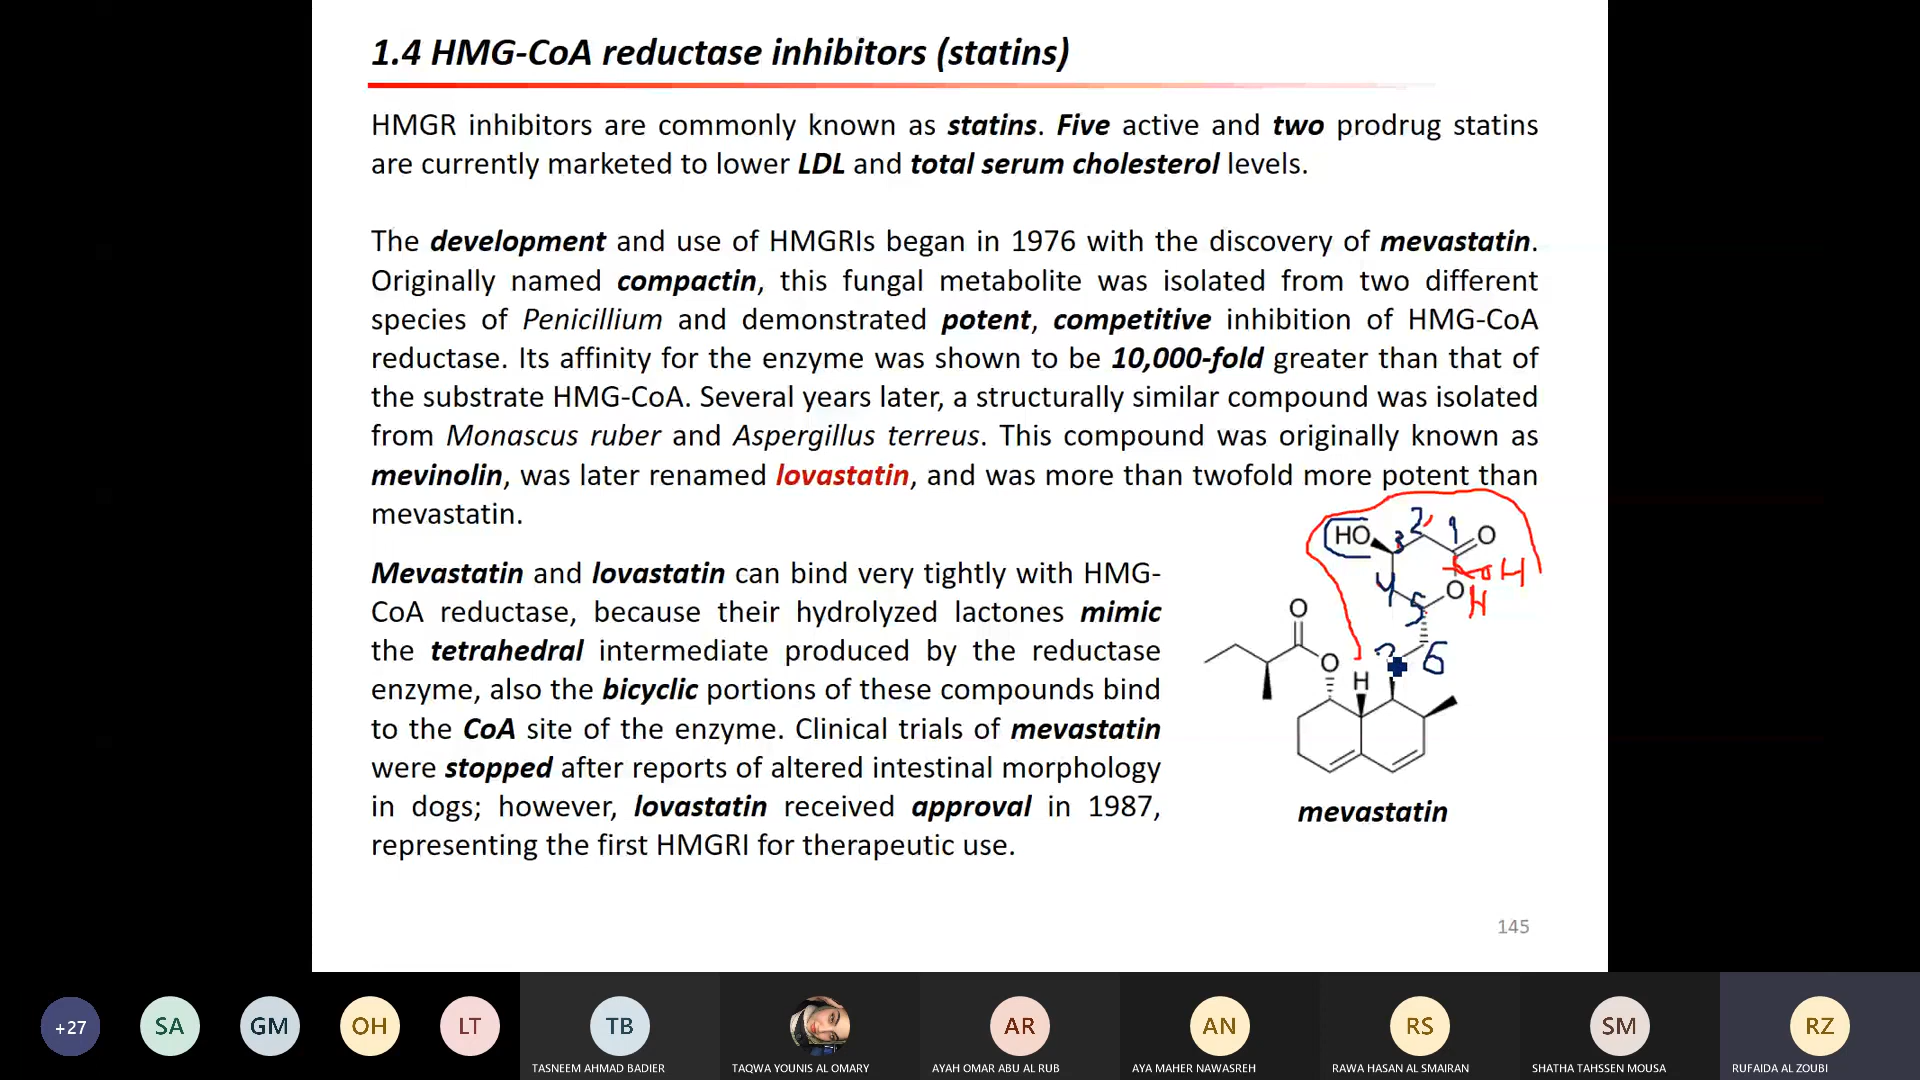 1.4 HMG-CoA reductase inhibitors (statins)
HMGR inhibitors are commonly known as statins. Five active and two prodrug statins
are currently marketed to lower LDL and total serum cholesterol levels.
The development and use of HMGRIs began in 1976 with the discovery of mevastatin.
Originally named compactin, this fungal metabolite was isolated from two different
species of Penicillium and demonstrated potent, competitive inhibition of HMG-CoA
reductase. Its affinity for the enzyme was shown to be 10,000-fold greater than that of
the substrate HMG-CoA. Several years later, a structurally similar compound was isolated
from Monascus ruber and Aspergillus terreus. This compound was originally known as
mevinolin, was later renamed lovastatin, and was more than twofold more potent than
mevastatin.
Mevastatin and lovastatin can bind very tightly with HMG-
CoA reductase, because their hydrolyzed lactones mimic
the tetrahedral intermediate produced by the reductase
enzyme, also the bicyclic portions of these compounds bind
to the CoA site of the enzyme. Clinical trials of mevastatin
were stopped after reports of altered intestinal morphology
in dogs; however, lovastatin received approval in 1987,
representing the first HMGRI for therapeutic use.
2 1
HO 3 O
OH
4 5 O H
O
O 6
H
mevastatin
145
+27 SA GM OH LT TB AR AN RS SM RZ
TASNEEM AHMAD BADIER TAQWA YOUNIS AL OMARY AYAH OMAR ABU AL RUB AYA MAHER NAWASREH RAWA HASAN AL SMAIRAN SHATHA TAHSSEN MOUSA RUFAIDA AL ZOUBI